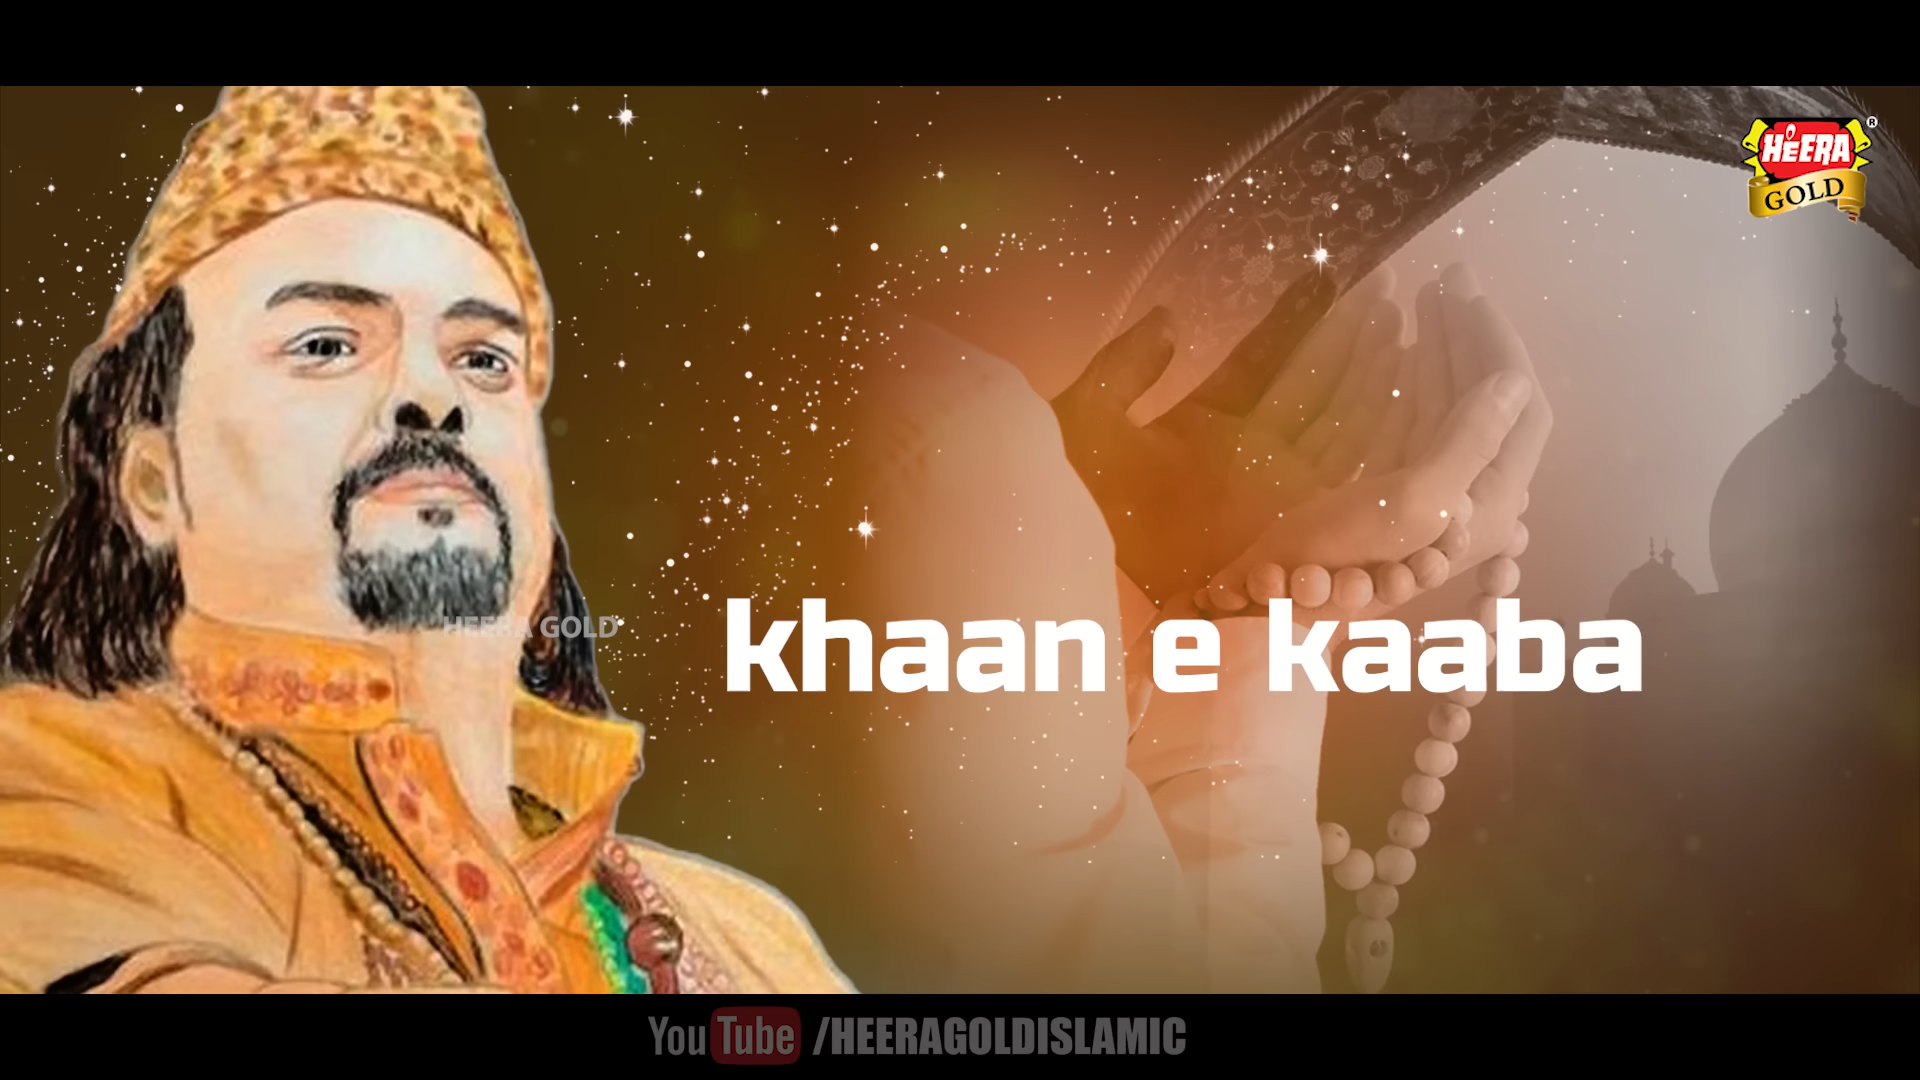 HEERA
GOLD
HEERA GOLD
khaan e kaaba
YouTube /HEERAGOLDISLAMIC